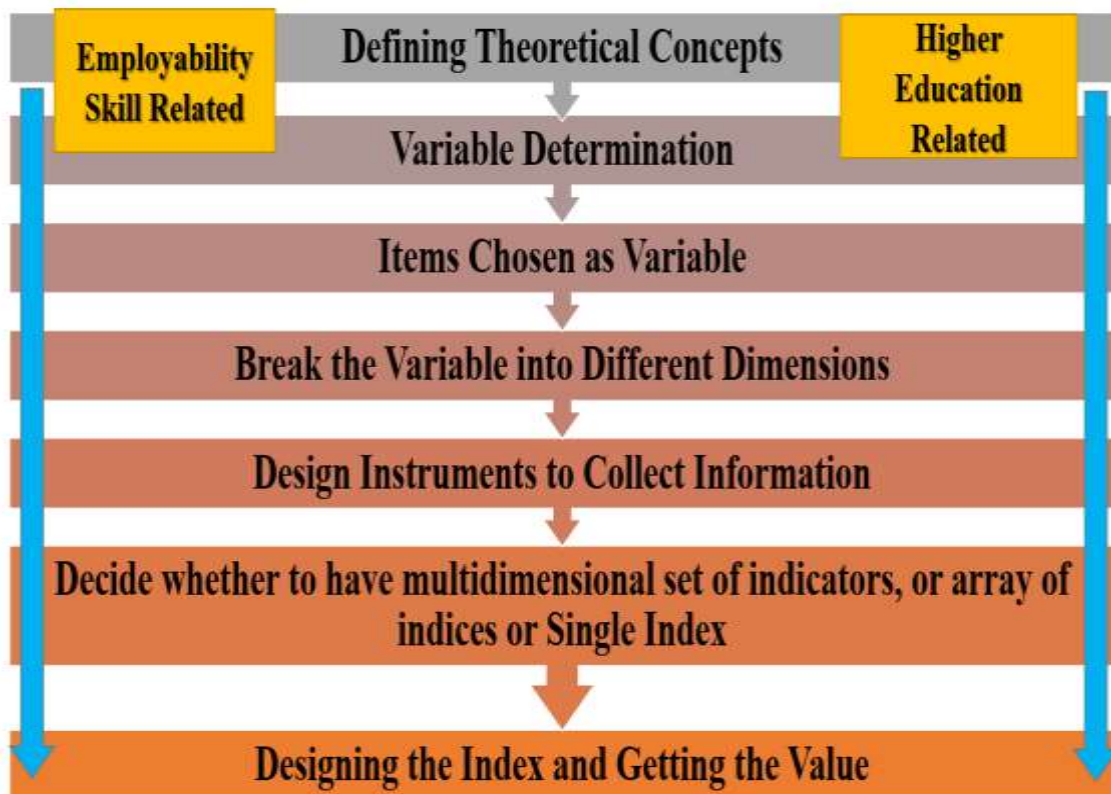 Employability
Skill Related
Defining Theoretical Concepts
Higher
Education
Related
Variable Determination
Items Chosen as Variable
Break the Variable into Different Dimensions
Design Instruments to Collect Information
Decide whether to have multidimensional set of indicators, or array of
indices or Single Index
Designing the Index and Getting the Value